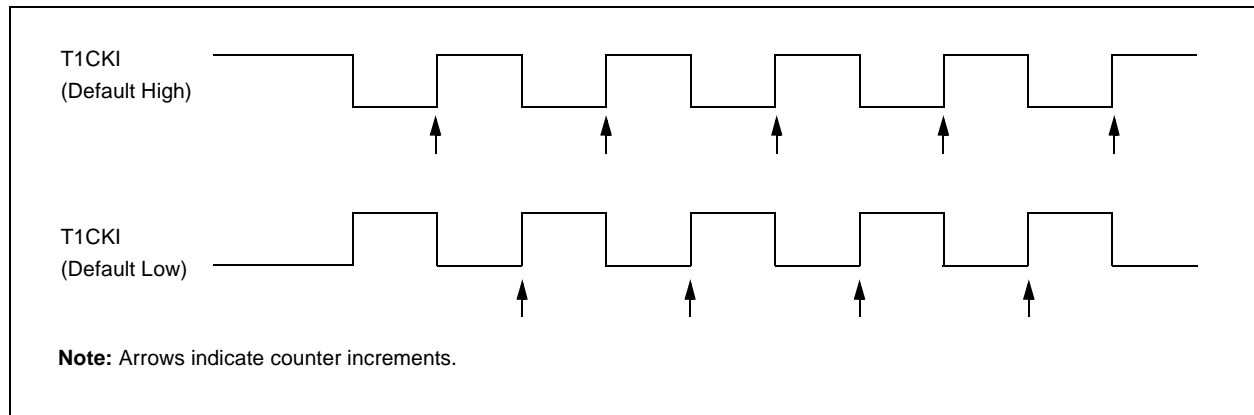 T1CKI
(Default High)
T1CKI
(Default Low)
Note: Arrows indicate counter increments.